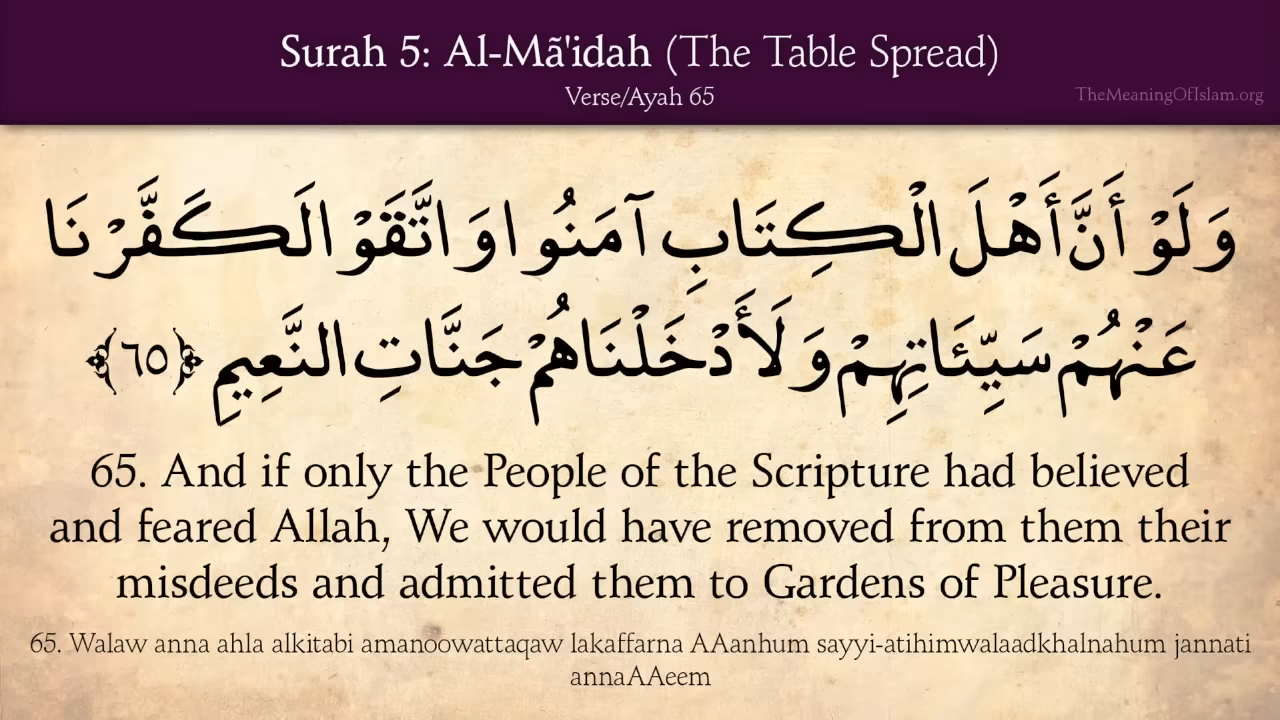 Surah 5: Al-Mã'idah (The Table Spread)
Verse/Ayah 65
TheMeaningOfIslam.org
وَلَوْ أَنَّ أَهْلَ الْكِتَابِ آمَنُوا وَاتَّقَوْا لَكَفَّرْنَا
عَنْهُمْ سَيِّئَاتِهِمْ وَلَأَدْخَلْنَاهُمْ جَنَّاتِ النَّعِيمِ ﴿٦٥﴾
65. And if only the People of the Scripture had believed
and feared Allah, We would have removed from them their
misdeeds and admitted them to Gardens of Pleasure.
65. Walaw anna ahla alkitabi amanoowattaqaw lakaffarna AAanhum sayyi-atihimwalaadkhalnahum jannati
annaAAeem